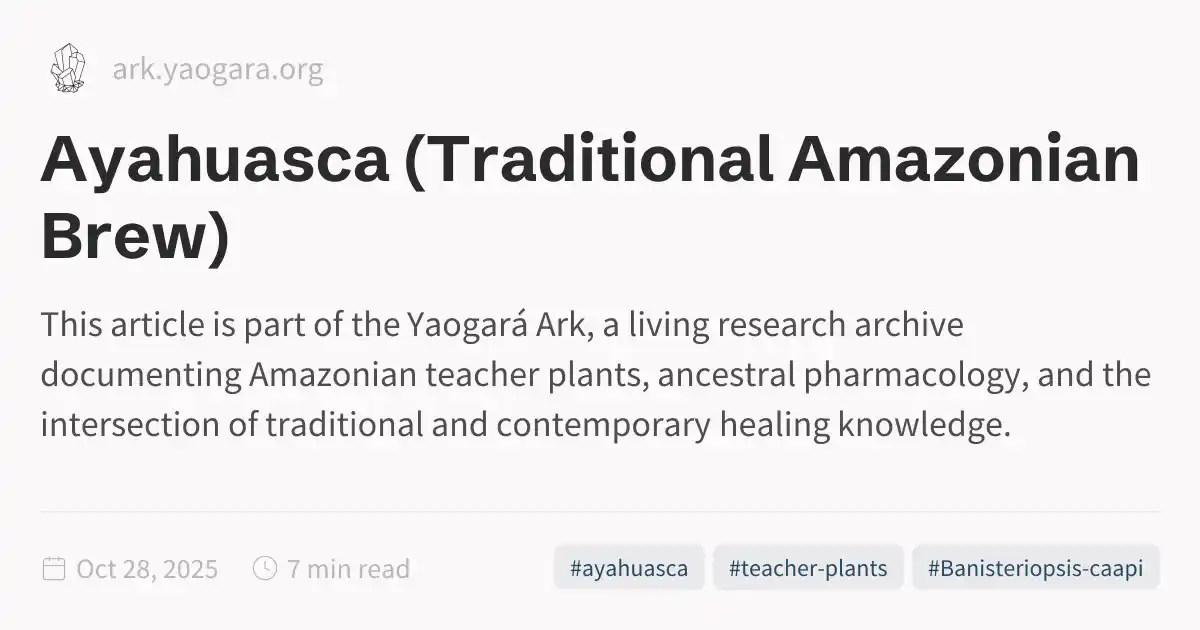 ark.yaogara.org
Ayahuasca (Traditional Amazonian
Brew)
This article is part of the Yaogará Ark, a living research archive
documenting Amazonian teacher plants, ancestral pharmacology, and the
intersection of traditional and contemporary healing knowledge.
Oct 28, 2025 7 min read #ayahuasca #teacher-plants #Banisteriopsis-caapi